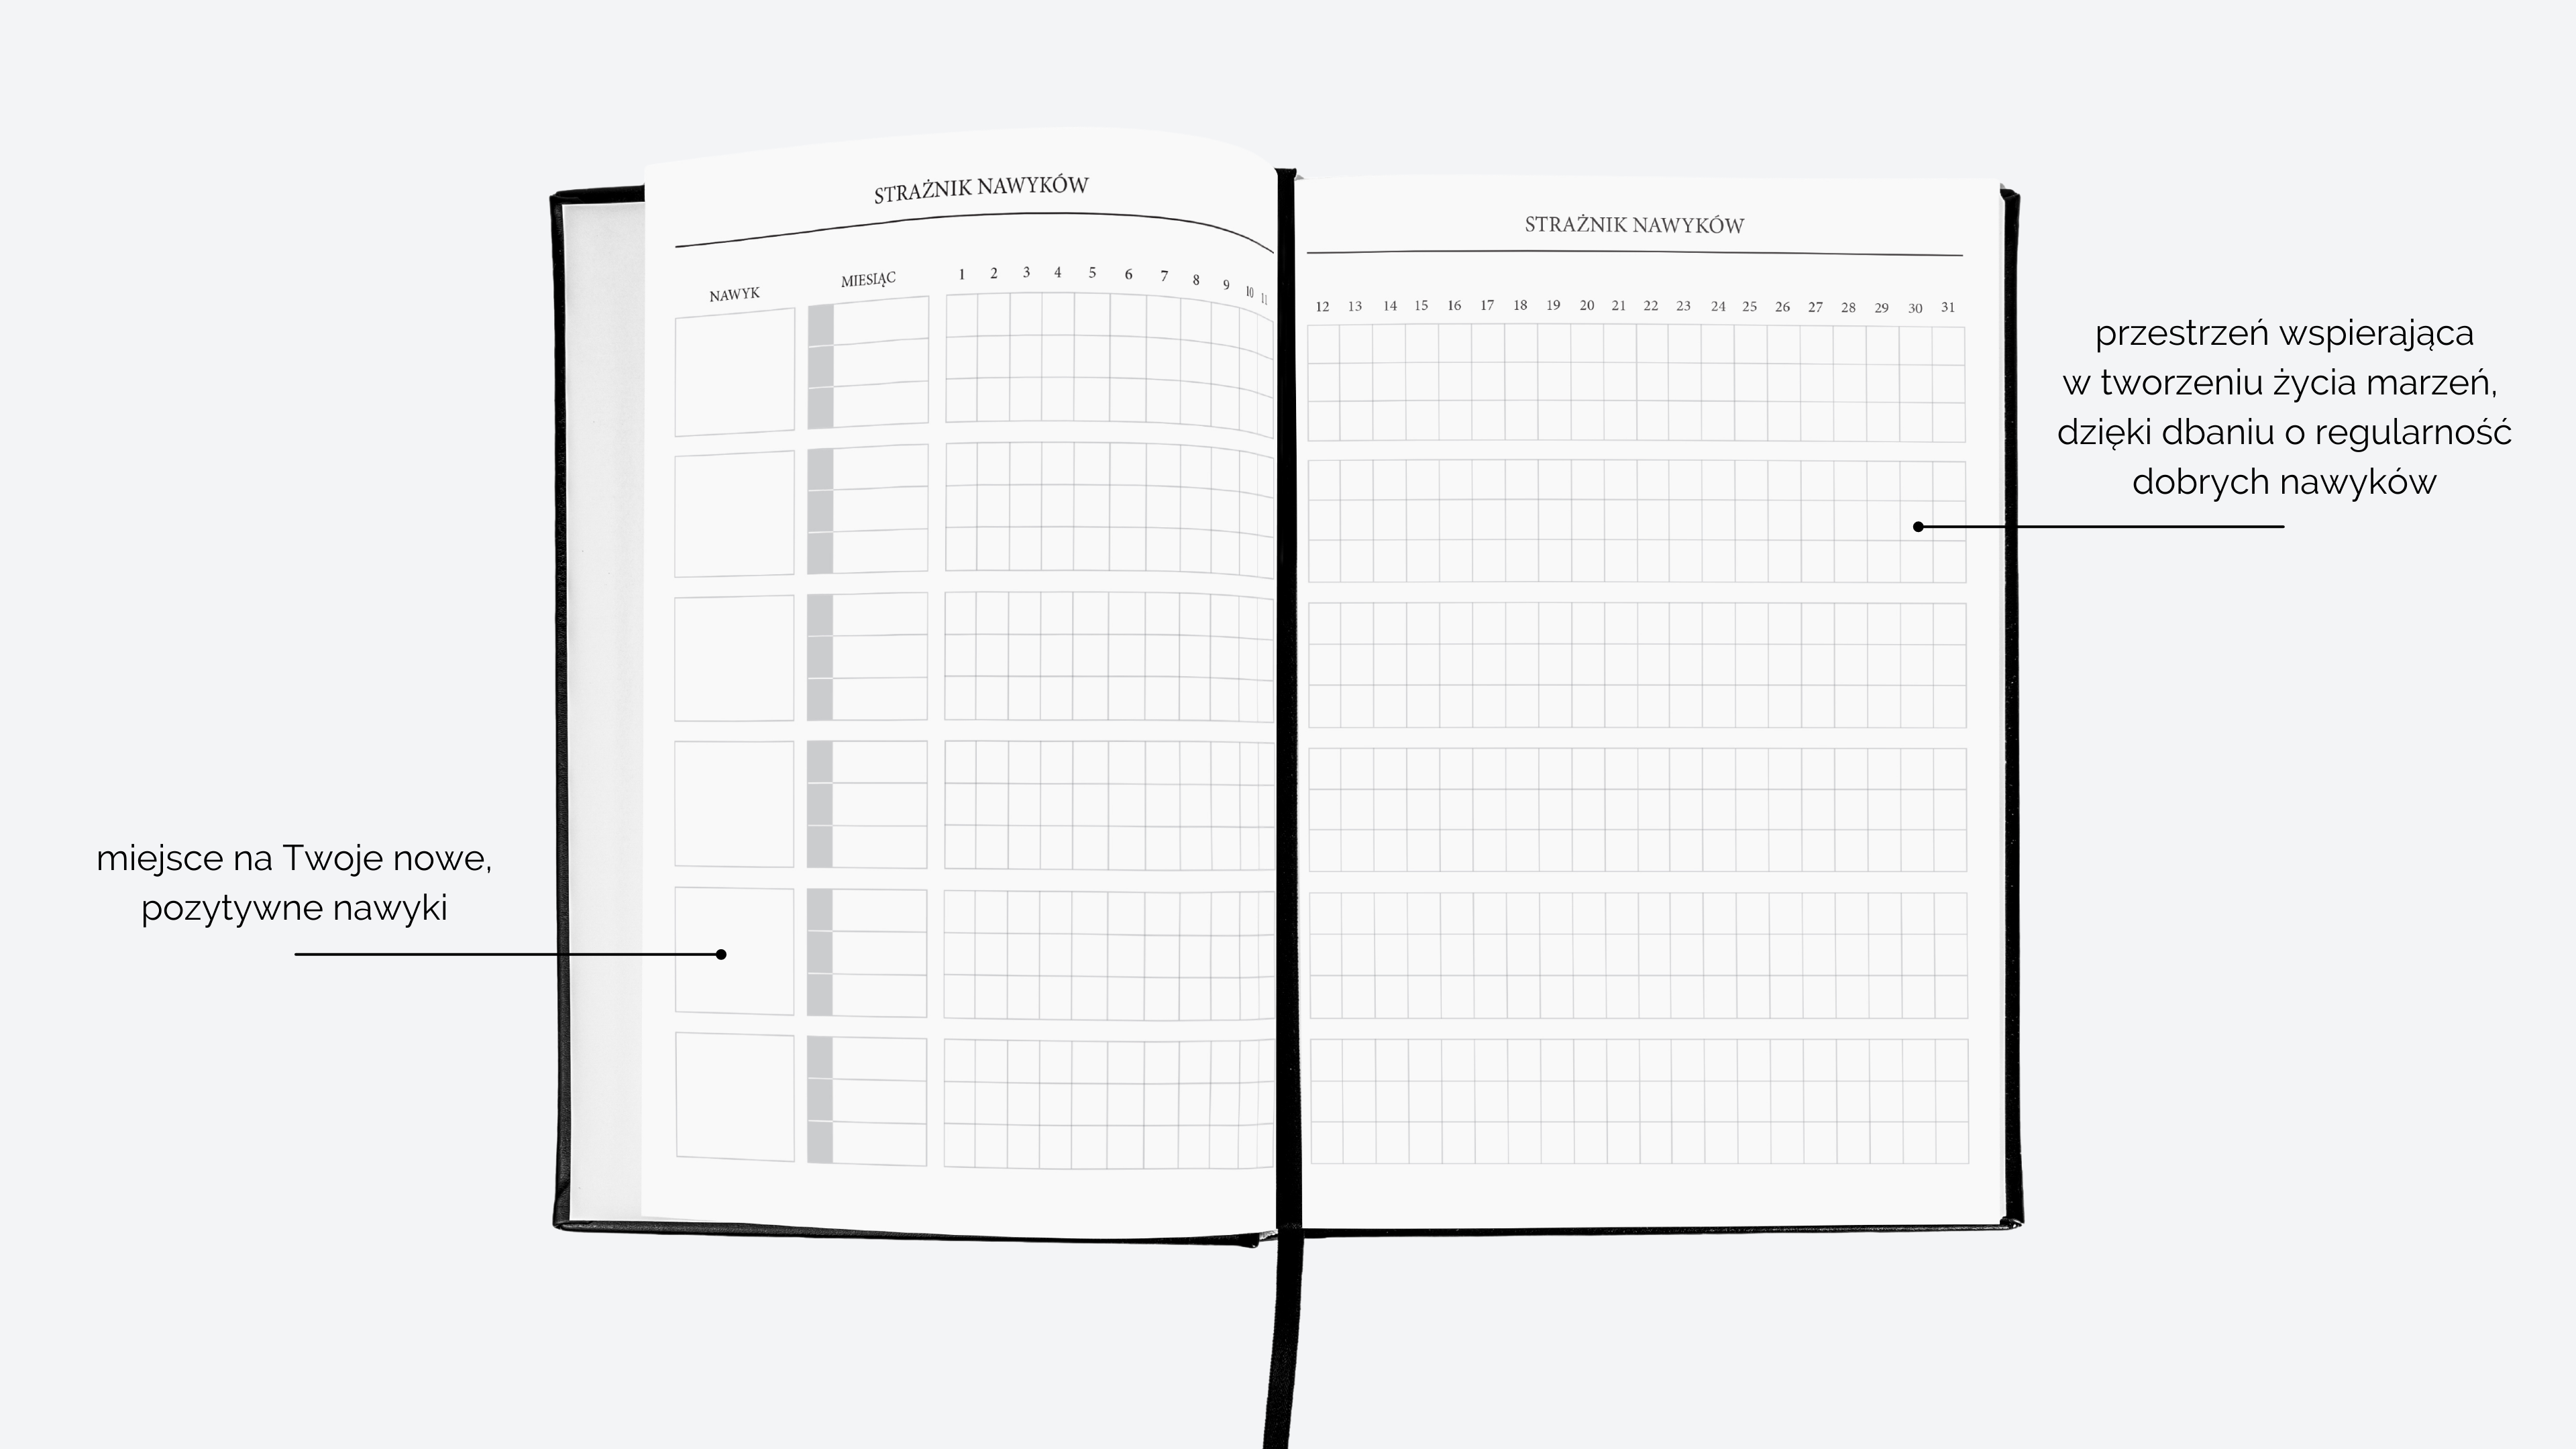 STRAŻNIK NAWYKÓW
NAWYK MIESIĄC 1 2 3 4 5 6 7 8 9 10 11
STRAŻNIK NAWYKÓW
12 13 14 15 16 17 18 19 20 21 22 23 24 25 26 27 28 29 30 31
przestrzeń wspierająca
w tworzeniu życia marzeń,
dzięki dbaniu o regularność
dobrych nawyków
miejsce na Twoje nowe,
pozytywne nawyki